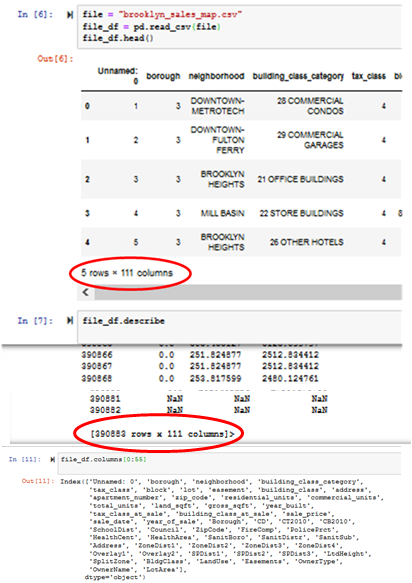 In [6]: file = "brooklyn_sales_map.csv"
file_df = pd.read_csv(file)
file_df.head()
Out[6]:
Unnamed: 0 borough neighborhood building_class_category tax_class
0 1 3 DOWNTOWN-METROTECH 28 COMMERCIAL CONDOS 4
1 2 3 DOWNTOWN-FULTON FERRY 29 COMMERCIAL GARAGES 4
2 3 3 BROOKLYN HEIGHTS 21 OFFICE BUILDINGS 4
3 4 3 MILL BASIN 22 STORE BUILDINGS 4
4 5 3 BROOKLYN HEIGHTS 26 OTHER HOTELS 4
5 rows × 111 columns
In [7]: file_df.describe
390866 0.0 251.824877 2512.834412
390867 0.0 251.824877 2512.834412
390868 0.0 253.817599 2480.124761
390881 NaN NaN
390882 NaN NaN
[390883 rows x 111 columns]>
In [11]: file_df.columns[0:55]
Out[11]: Index(['Unnamed: 0', 'borough', 'neighborhood', 'building_class_category',
'tax_class', 'block', 'lot', 'easement', 'building_class', 'address',
'apartment_number', 'zip_code', 'residential_units', 'commercial_units',
'total_units', 'land_sqft', 'gross_sqft', 'year_built',
'tax_class_at_sale', 'building_class_at_sale', 'sale_price',
'sale_date', 'year_of_sale', 'Borough', 'CD', 'CT2010', 'CB2010',
'SchoolDist', 'Council', 'ZipCode', 'FireComp', 'PolicePrct',
'HealthCent', 'HealthArea', 'SanitBoro', 'SanitDistr', 'SanitSub',
'Address', 'ZoneDist1', 'ZoneDist2', 'ZoneDist3', 'ZoneDist4',
'Overlay1', 'Overlay2', 'SPDist1', 'SPDist2', 'SPDist3', 'LtdHeight',
'SplitZone', 'BldgClass', 'LandUse', 'Easements', 'OwnerType',
'OwnerName', 'LotArea'],
dtype='object')